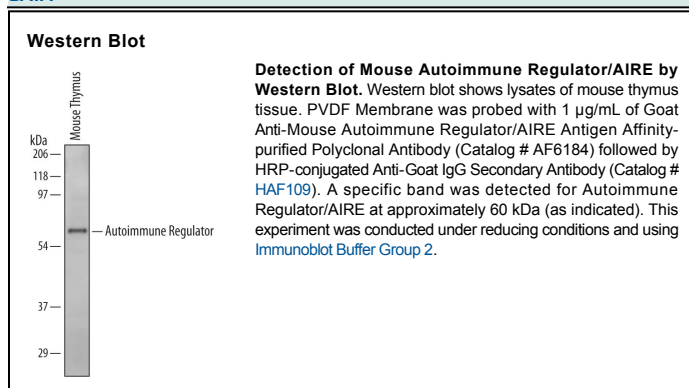 Western Blot
Mouse Thymus
kDa
206
118
97
54
37
29
Autoimmune Regulator
Detection of Mouse Autoimmune Regulator/AIRE by
Western Blot. Western blot shows lysates of mouse thymus
tissue. PVDF Membrane was probed with 1 µg/mL of Goat
Anti-Mouse Autoimmune Regulator/AIRE Antigen Affinity-
purified Polyclonal Antibody (Catalog # AF6184) followed by
HRP-conjugated Anti-Goat IgG Secondary Antibody (Catalog #
HAF109). A specific band was detected for Autoimmune
Regulator/AIRE at approximately 60 kDa (as indicated). This
experiment was conducted under reducing conditions and using
Immunoblot Buffer Group 2.